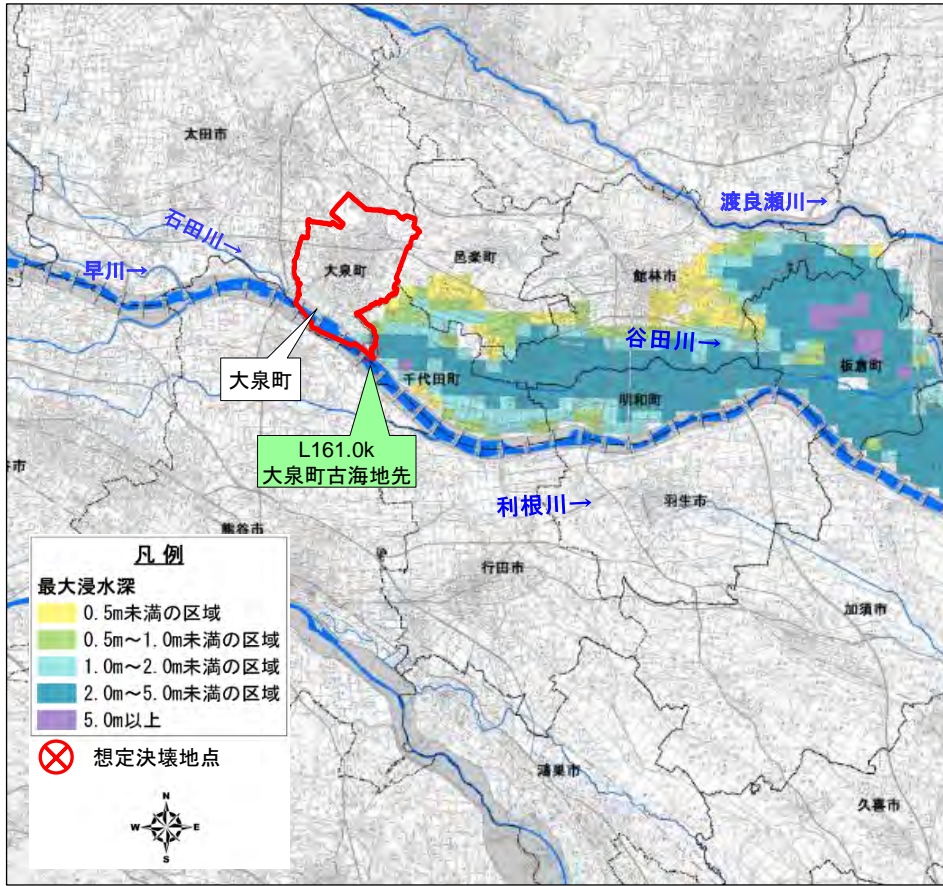 太田市
渡良瀬川→
石田川→
早川→
大泉町
邑楽町
館林市
谷田川→
大泉町
千代田町
板倉町
明和町
L161.0k
大泉町古海地先
利根川→
羽生市
谷市
熊谷市
行田市
加須市
凡例
最大浸水深
0.5m未満の区域
0.5m～1.0m未満の区域
1.0m～2.0m未満の区域
2.0m～5.0m未満の区域
5.0m以上
想定決壊地点
鴻巣市
久喜市
N
W
E
S